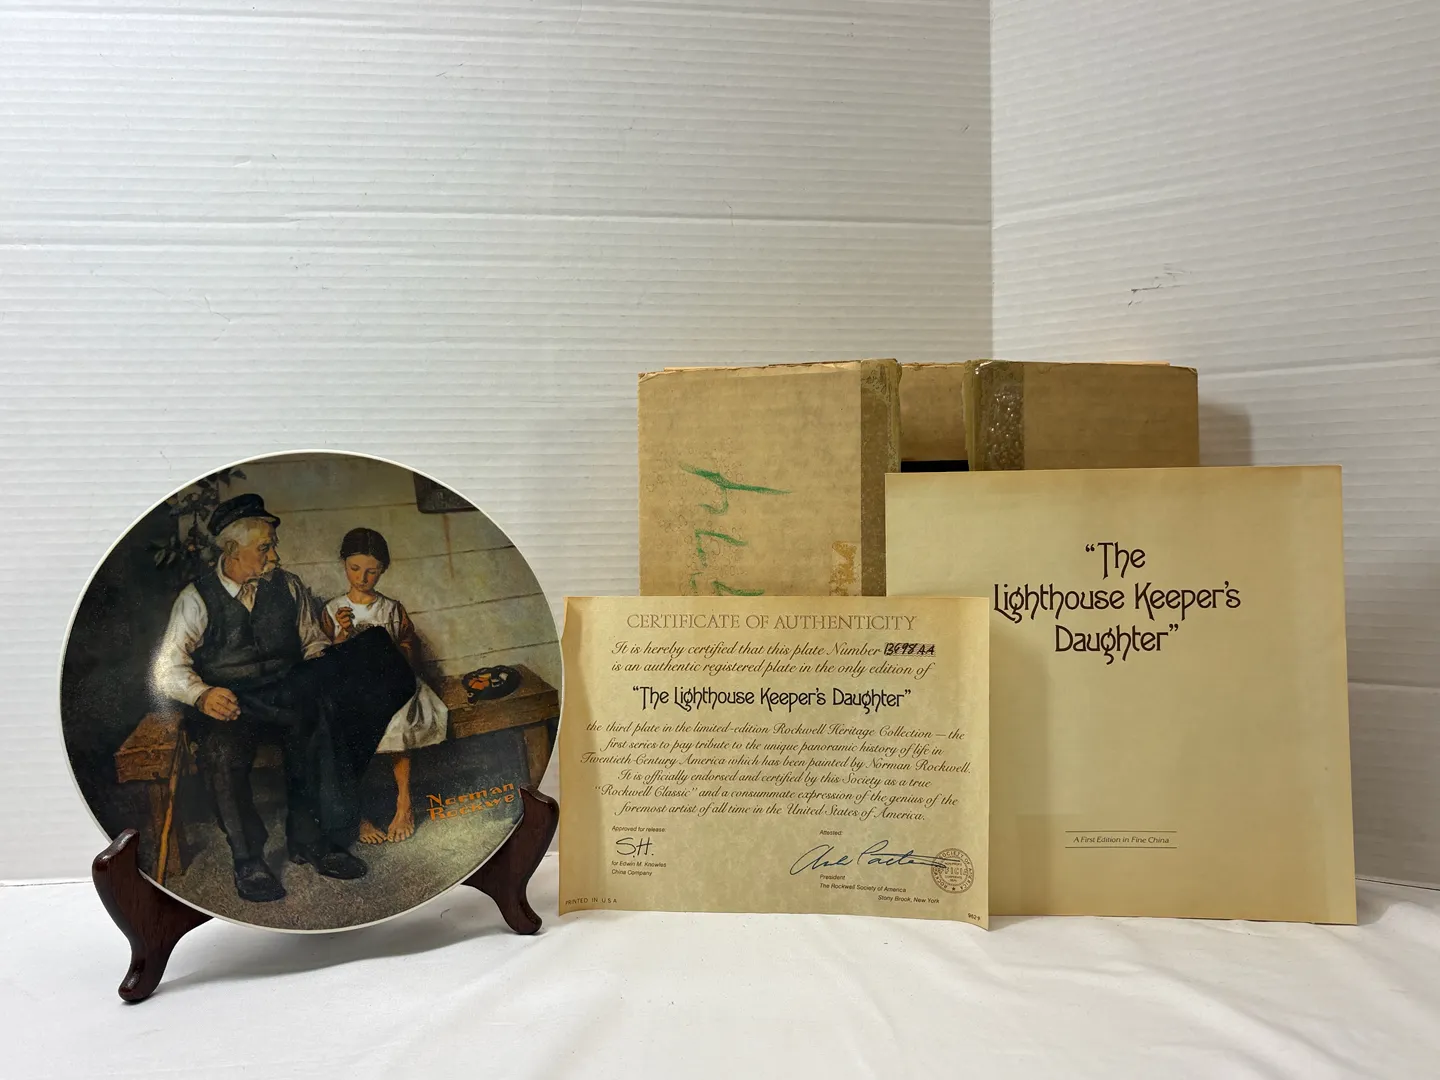 Norman
Rockwell
"The
Lighthouse Keeper's
Daughter"
A First Edition in Fine China
CERTIFICATE OF AUTHENTICITY
It is hereby certified that this plate Number
is an authentic registered plate in the only edition of
"The Lighthouse Keeper's Daughter"
the third plate in the limited-edition Rockwell Heritage Collection — the
first series to pay tribute to the unique panoramic history of life in
Twentieth-Century America which has been painted by Norman Rockwell.
It is officially endorsed and certified by this Society as a true
"Rockwell Classic" and a consummate expression of the genius of the
foremost artist of all time in the United States of America.
Approved for release:
S.H.
for Edwin M. Knowles
China Company
Attested:
President
The Rockwell Society of America
Stony Brook, New York
PRINTED IN U S A